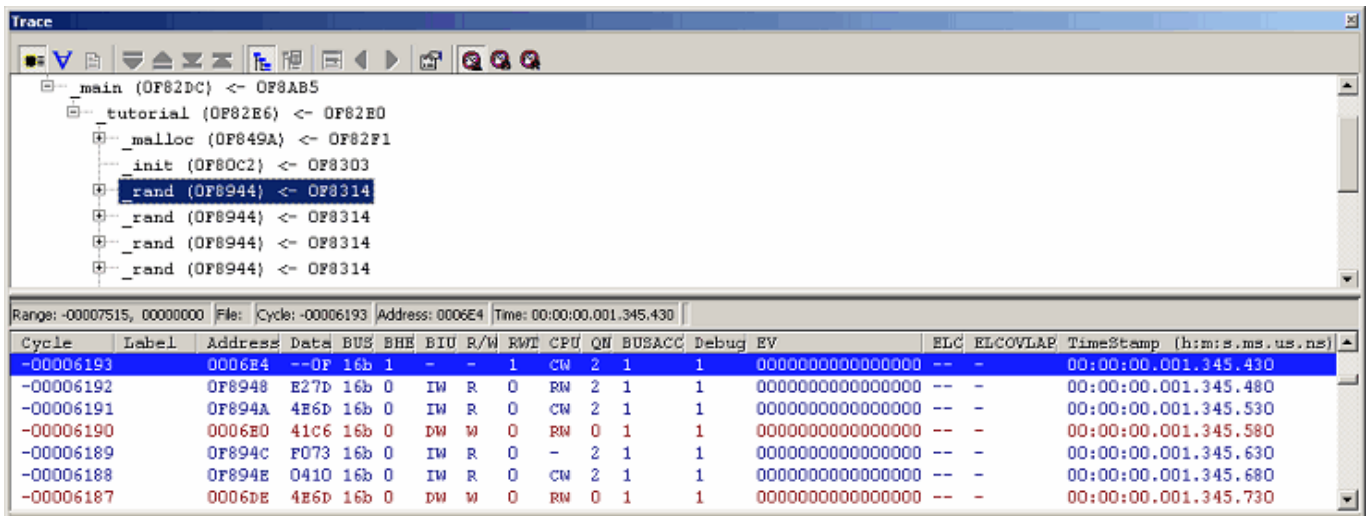 Trace
_main (0F82DC) <- 0F8AB5
_tutorial (0F82E6) <- 0F82E0
_malloc (0F849A) <- 0F82F1
_init (0F80C2) <- 0F8303
_rand (0F8944) <- 0F8314
_rand (0F8944) <- 0F8314
_rand (0F8944) <- 0F8314
_rand (0F8944) <- 0F8314
Range: -00007515, 00000000 File: Cycle: -00006193 Address: 0006E4 Time: 00:00:00.001.345.430
Cycle Label Address Data BUS BHE BIU R/W RWT CPU QN BUSACC Debug EV ELC ELCOVLAP TimeStamp (h:m:s.ms.us.ns)
-00006193 0006E4 --0F 16b 1 - - 1 CW 2 1 1 0000000000000000 -- - 00:00:00.001.345.430
-00006192 0F8948 E27D 16b 0 IW R 0 RW 2 1 1 0000000000000000 -- - 00:00:00.001.345.480
-00006191 0F894A 4E6D 16b 0 IW R 0 CW 2 1 1 0000000000000000 -- - 00:00:00.001.345.530
-00006190 0006E0 41C6 16b 0 DW W 0 RW 0 1 1 0000000000000000 -- - 00:00:00.001.345.580
-00006189 0F894C F073 16b 0 IW R 0 - 2 1 1 0000000000000000 -- - 00:00:00.001.345.630
-00006188 0F894E 0410 16b 0 IW R 0 CW 2 1 1 0000000000000000 -- - 00:00:00.001.345.680
-00006187 0006DE 4E6D 16b 0 DW W 0 RW 0 1 1 0000000000000000 -- - 00:00:00.001.345.730